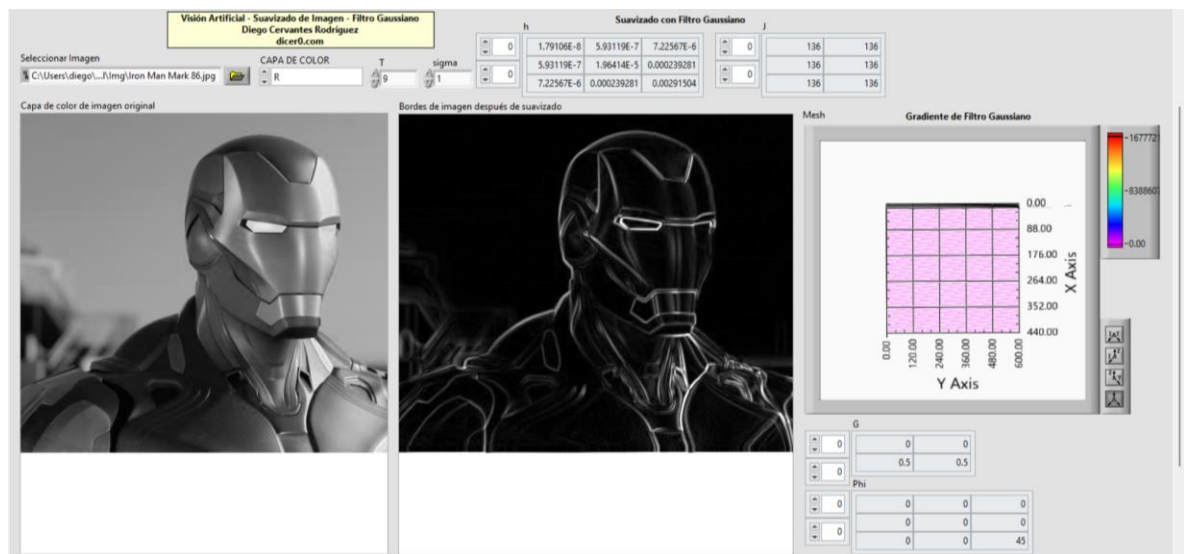 Visión Artificial - Suavizado de Imagen - Filtro Gaussiano
Diego Cervantes Rodríguez
dicer0.com
Seleccionar Imagen
C:\Users\diego\...I\Img\Iron Man Mark 86.jpg
CAPA DE COLOR
R
T
9
sigma
1
Suavizado con Filtro Gaussiano
h
0
0
1.79106E-8 5.93119E-7 7.22567E-6
5.93119E-7 1.96414E-5 0.000239281
7.22567E-6 0.000239281 0.00291504
J
0
0
136 136
136 136
136 136
Capa de color de imagen original
Bordes de imagen después de suavizado
Mesh
Gradiente de Filtro Gaussiano
-8388607
-0.00
0.00
88.00
176.00
264.00
352.00
440.00
X Axis
0.00
120.00
240.00
360.00
480.00
600.00
Y Axis
G
0
0
0 0
0.5 0.5
Phi
0
0
0 0 0
0 0 0
0 0 45